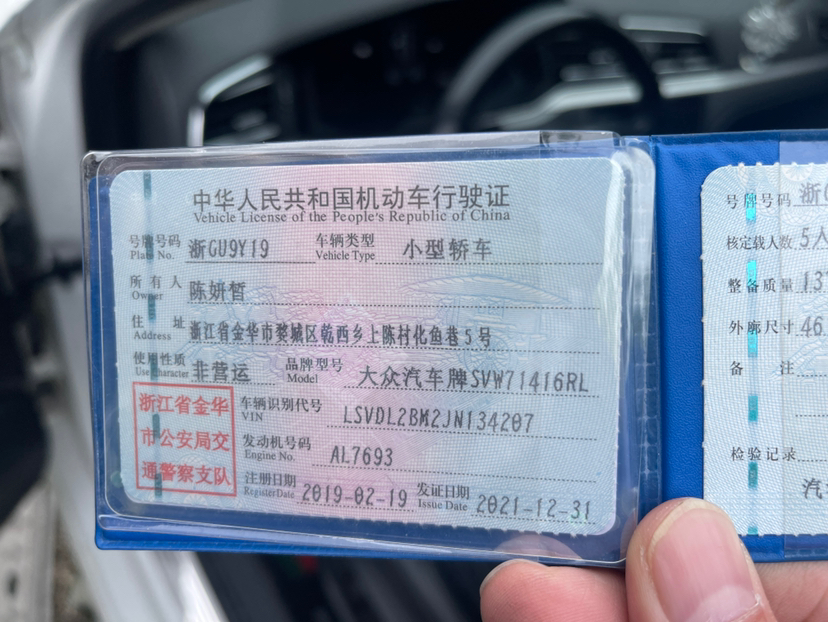 中华人民共和国机动车行驶证
Vehicle License of the People's Republic of China
号牌号码 浙GU9Y19 车辆类型 小型轿车
Plate No. Vehicle Type
所有人 陈妍皙
Owner
住址 浙江省金华市婺城区乾西乡上陈村化鱼巷5号
Address
使用性质 非营运 品牌型号 大众汽车牌SVW71416RL
Use Character Model
浙江省金华
市公安局交
通警察支队
车辆识别代号 LSVDL2BM2JN134207
VIN
发动机号码 AL7693
Engine No.
注册日期 2019-02-19 发证日期 2021-12-31
Register Date Issue Date
号牌号码 浙
核定载人数 5人
整备质量 13
外廓尺寸 46
备注
检验记录
汽